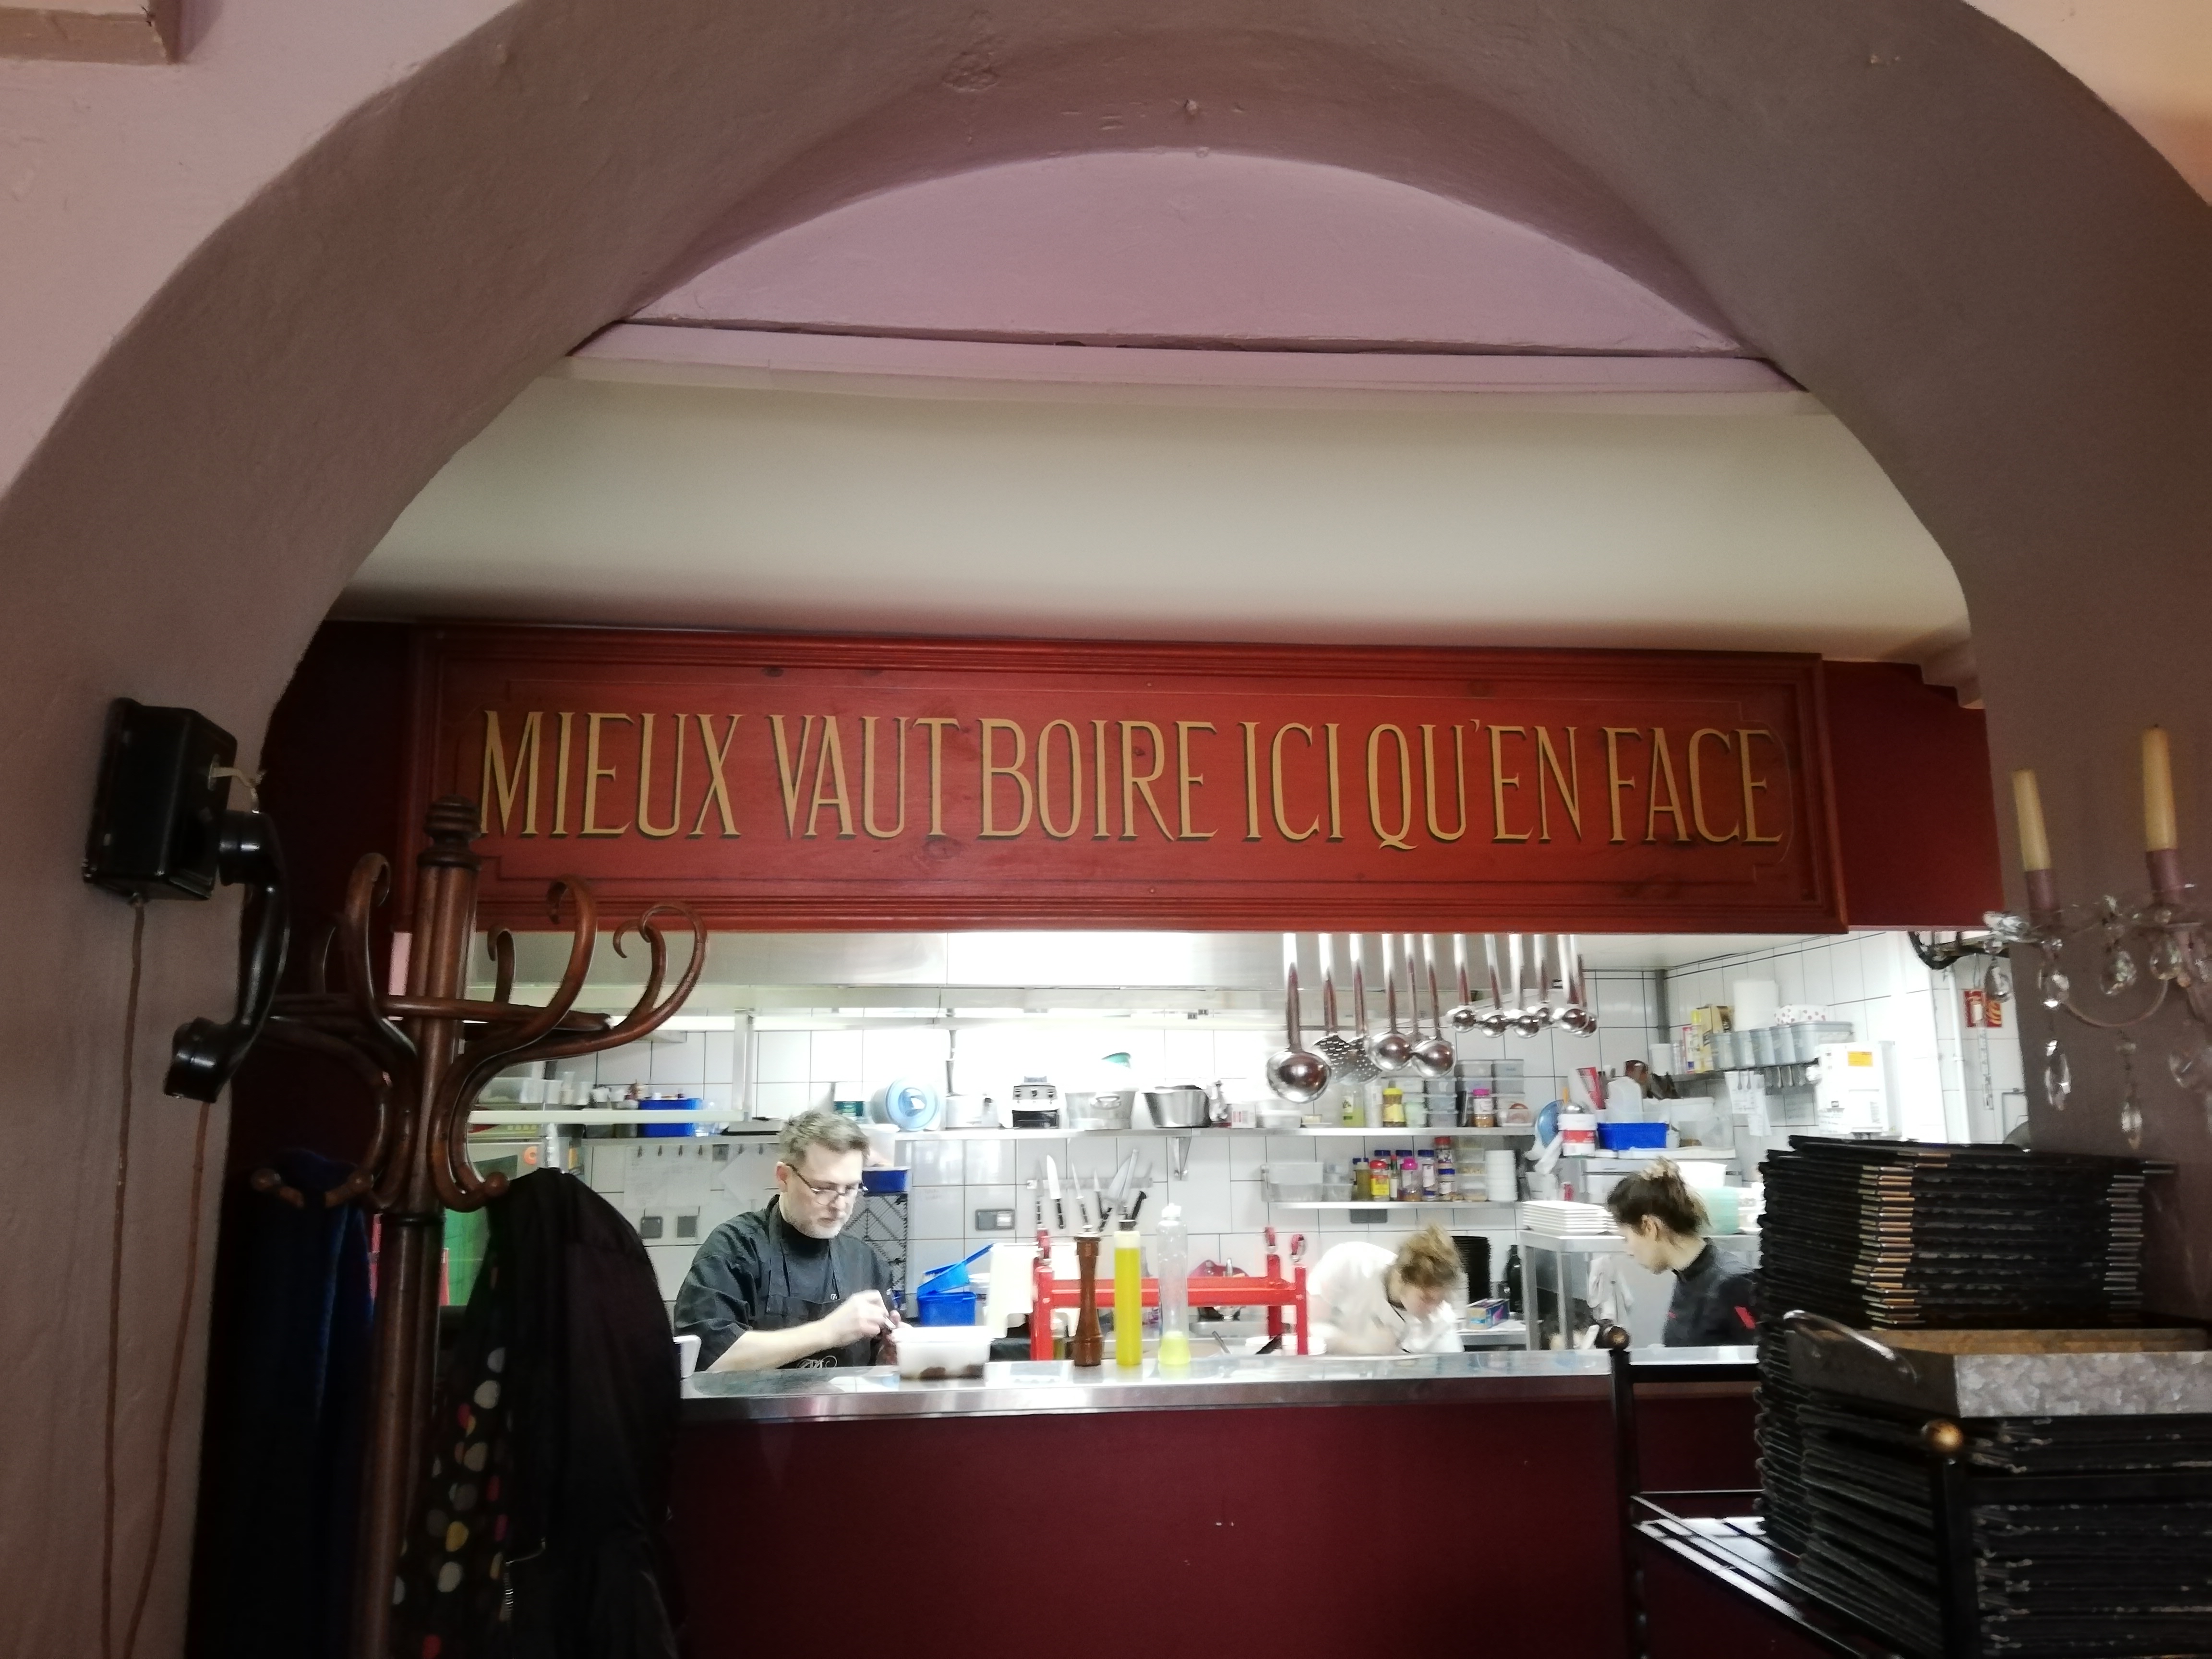 MIEUX VAUT BOIRE ICI QU'EN FACE